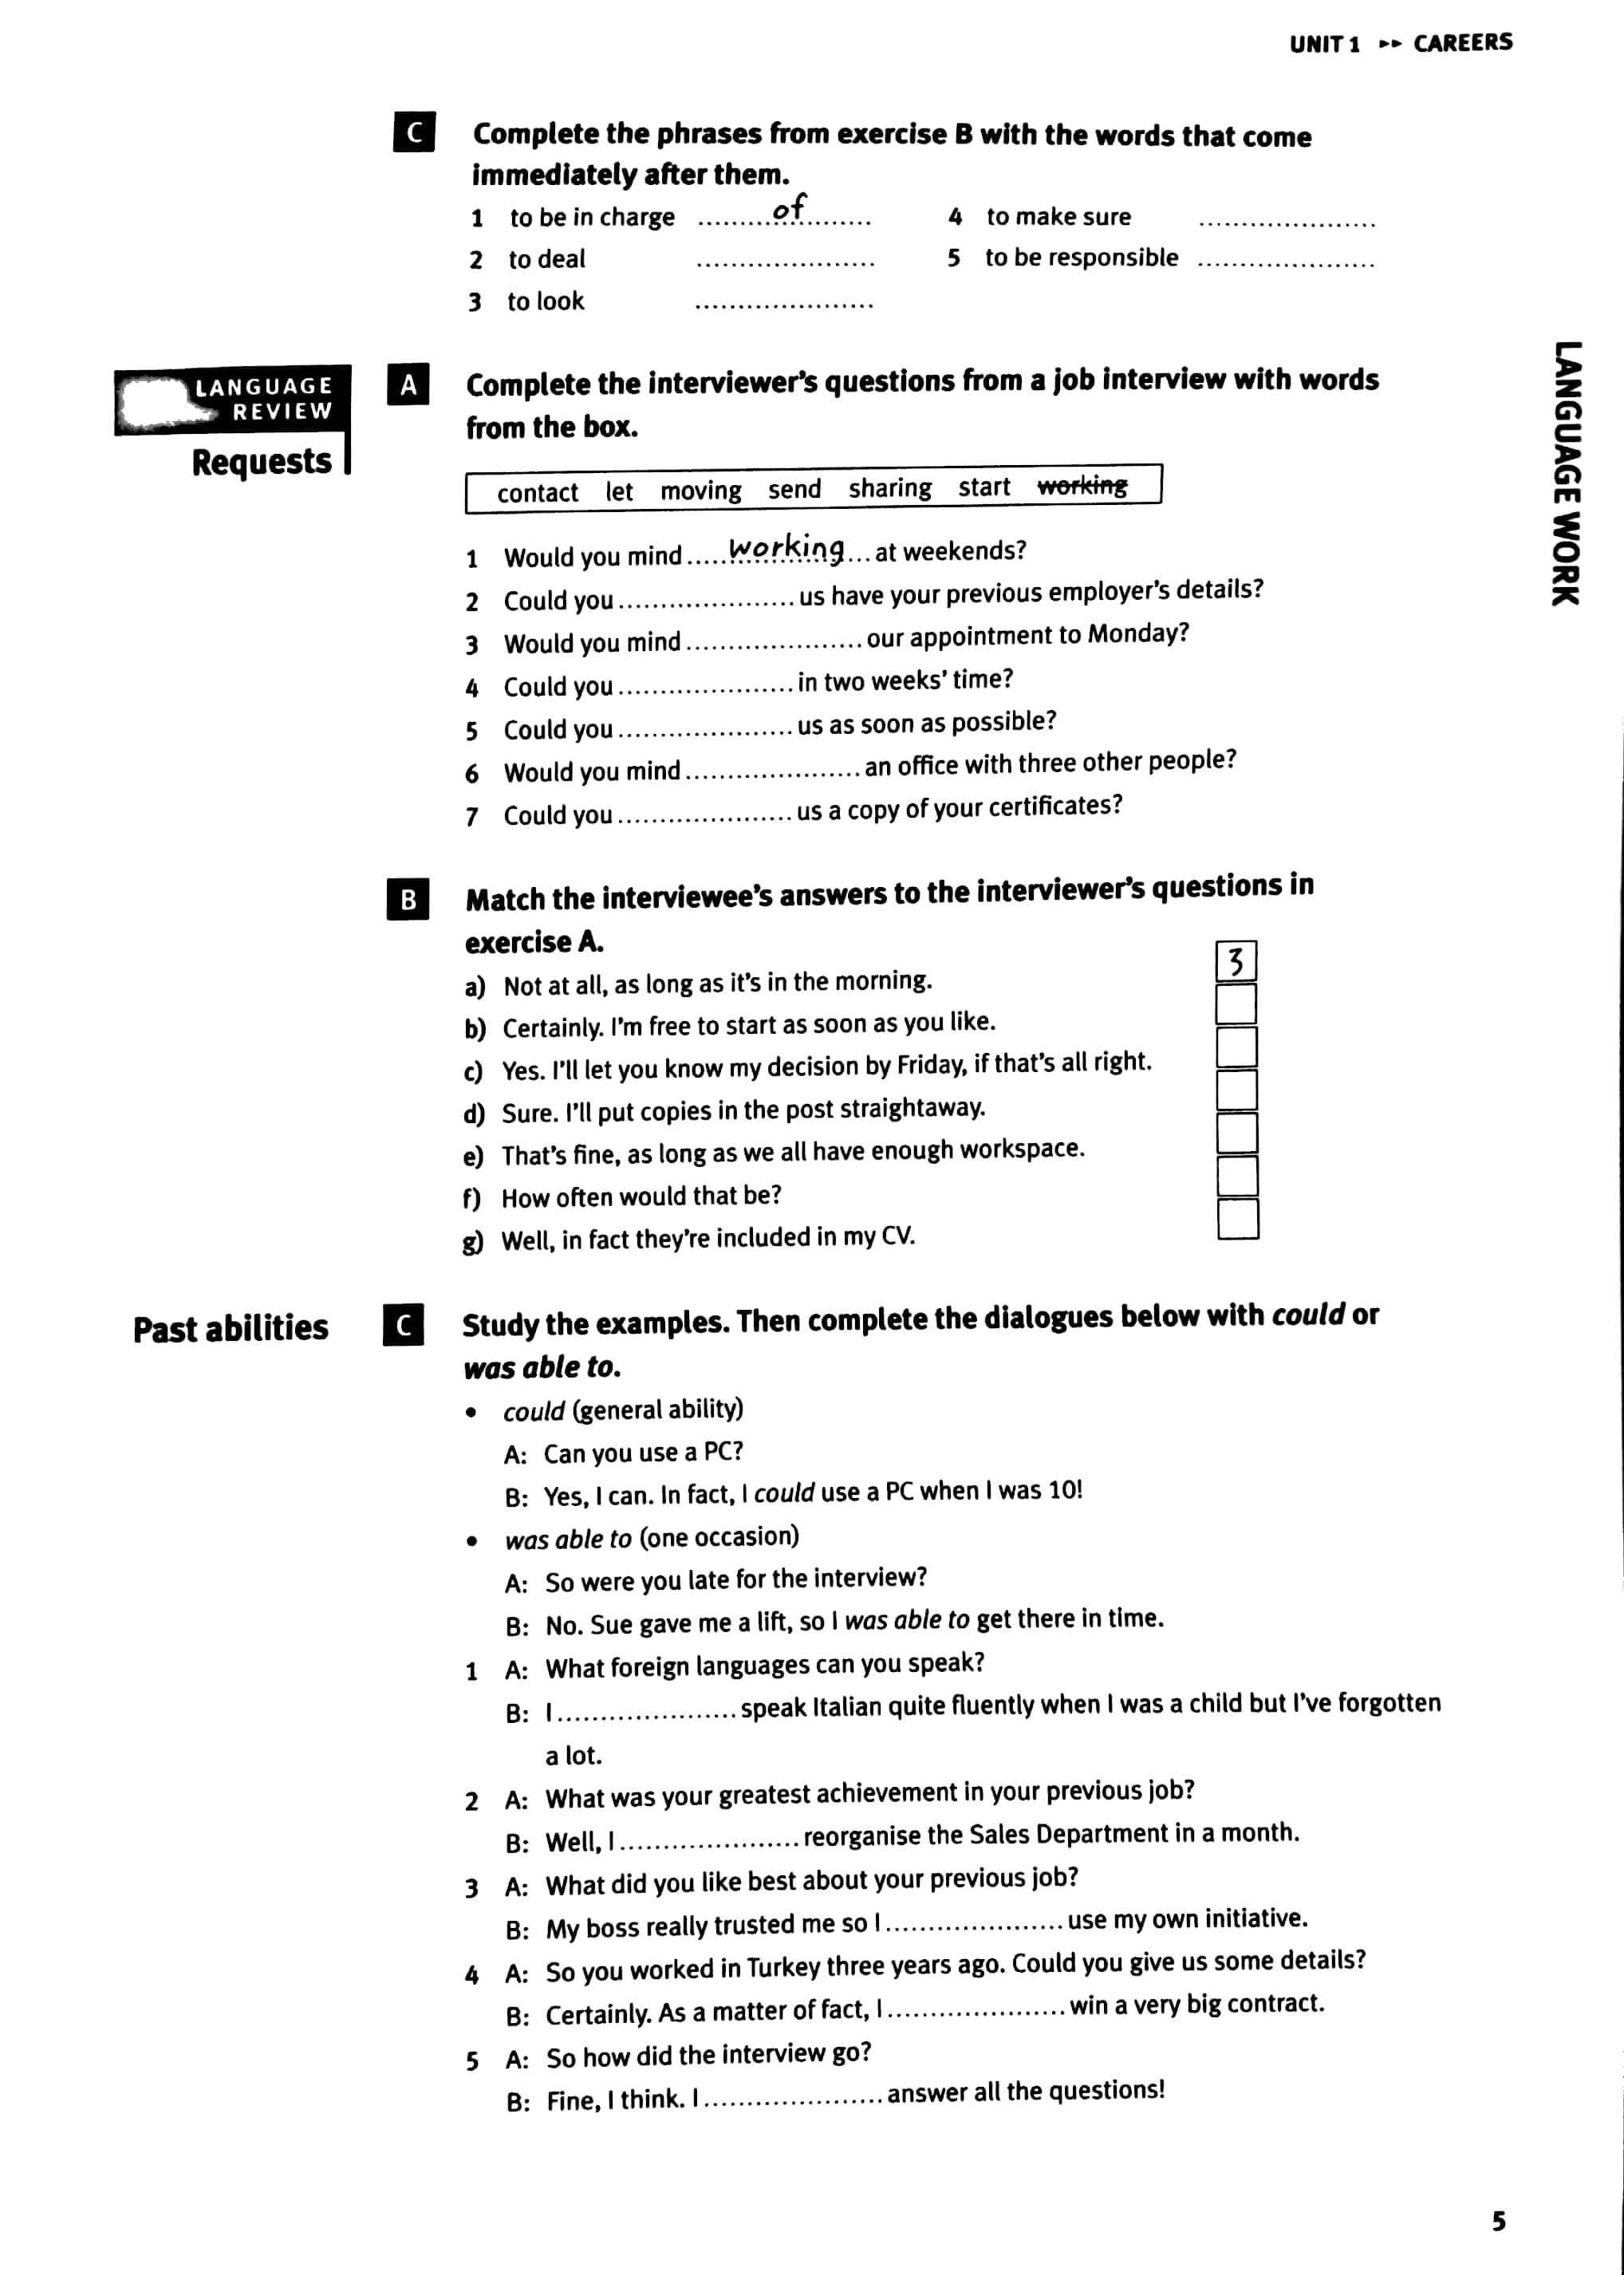 UNIT 1 ▸▸ CAREERS
C Complete the phrases from exercise B with the words that come
immediately after them.
1 to be in charge .........of........ 4 to make sure .....................
2 to deal ..................... 5 to be responsible .....................
3 to look .....................
LANGUAGE
REVIEW
Requests
LANGUAGE WORK
A Complete the interviewer's questions from a job interview with words
from the box.
contact let moving send sharing start working
1 Would you mind .....working... at weekends?
2 Could you ..................... us have your previous employer's details?
3 Would you mind ..................... our appointment to Monday?
4 Could you ..................... in two weeks' time?
5 Could you ..................... us as soon as possible?
6 Would you mind ..................... an office with three other people?
7 Could you ..................... us a copy of your certificates?
B Match the interviewee's answers to the interviewer's questions in
exercise A.
a) Not at all, as long as it's in the morning. 3
b) Certainly. I'm free to start as soon as you like.
c) Yes. I'll let you know my decision by Friday, if that's all right.
d) Sure. I'll put copies in the post straightaway.
e) That's fine, as long as we all have enough workspace.
f) How often would that be?
g) Well, in fact they're included in my CV.
Past abilities
C Study the examples. Then complete the dialogues below with could or
was able to.
• could (general ability)
A: Can you use a PC?
B: Yes, I can. In fact, I could use a PC when I was 10!
• was able to (one occasion)
A: So were you late for the interview?
B: No. Sue gave me a lift, so I was able to get there in time.
1 A: What foreign languages can you speak?
B: I ..................... speak Italian quite fluently when I was a child but I've forgotten
a lot.
2 A: What was your greatest achievement in your previous job?
B: Well, I ..................... reorganise the Sales Department in a month.
3 A: What did you like best about your previous job?
B: My boss really trusted me so I ..................... use my own initiative.
4 A: So you worked in Turkey three years ago. Could you give us some details?
B: Certainly. As a matter of fact, I ..................... win a very big contract.
5 A: So how did the interview go?
B: Fine, I think. I ..................... answer all the questions!
5